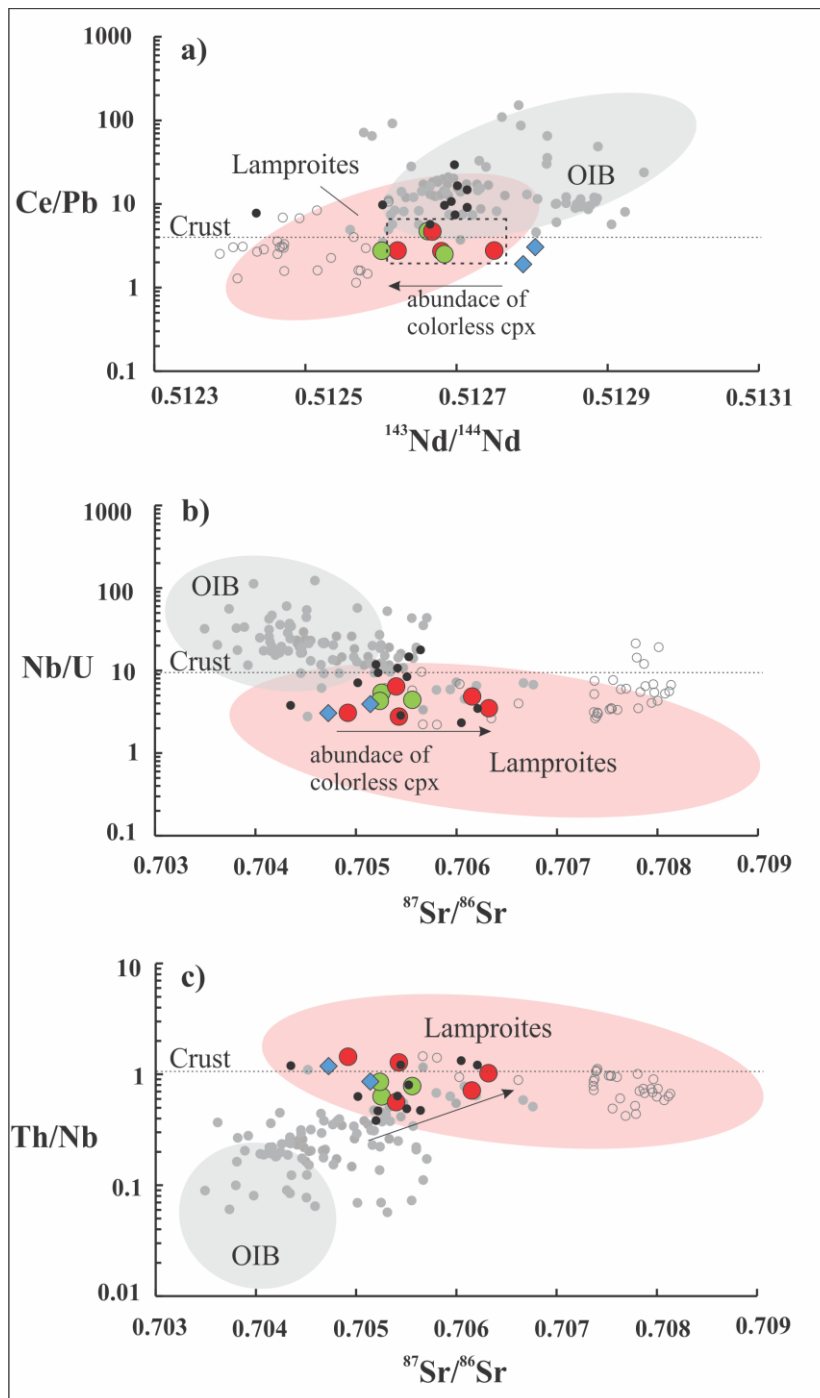 a)
1000
100
10
1
0.1
Ce/Pb
Lamproites
OIB
Crust
abundace of
colorless cpx
0.5123 0.5125 0.5127 0.5129 0.5131
¹⁴³Nd/¹⁴⁴Nd
b)
1000
100
10
1
0.1
Nb/U
OIB
Crust
abundance of
colorless cpx
Lamproites
0.703 0.704 0.705 0.706 0.707 0.708 0.709
⁸⁷Sr/⁸⁶Sr
c)
10
1
0.1
0.01
Th/Nb
Lamproites
Crust
OIB
0.703 0.704 0.705 0.706 0.707 0.708 0.709
⁸⁷Sr/⁸⁶Sr